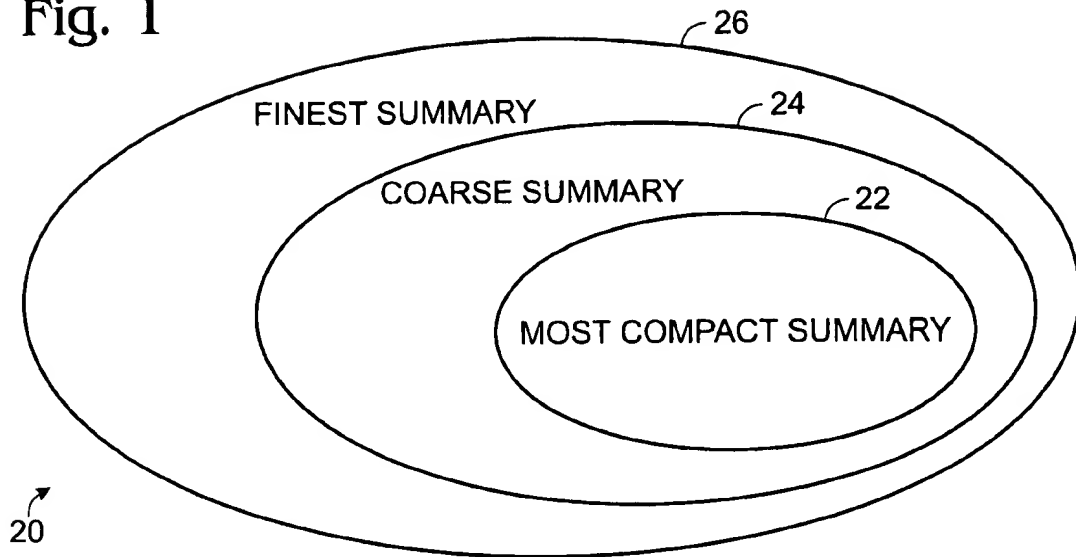 Fig. 1
26
FINEST SUMMARY
24
COARSE SUMMARY
22
MOST COMPACT SUMMARY
20